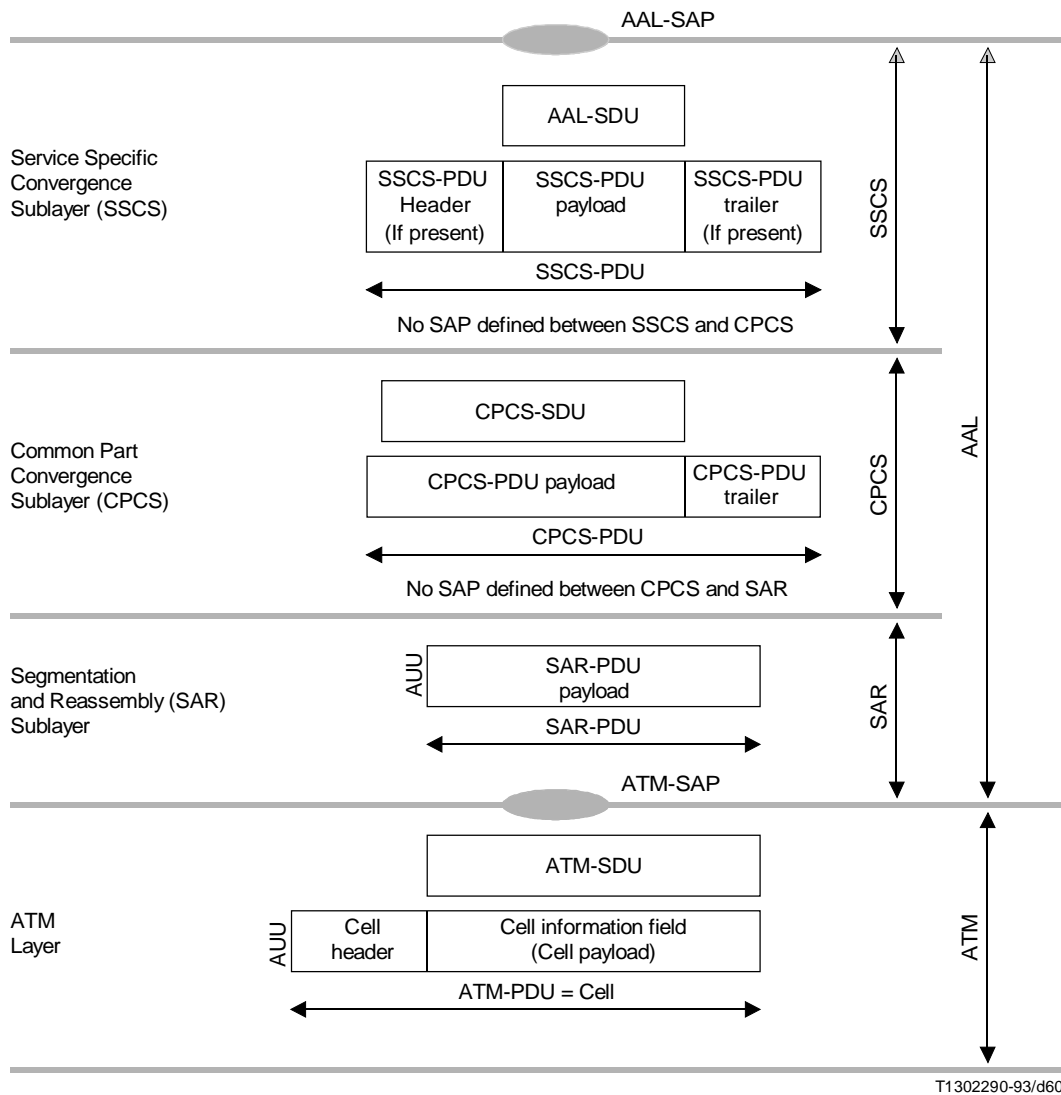 AAL-SAP
AAL-SDU
Service Specific
Convergence
Sublayer (SSCS)
SSCS-PDU
Header
(If present)
SSCS-PDU
payload
SSCS-PDU
trailer
(If present)
SSCS-PDU
No SAP defined between SSCS and CPCS
SSCS
CPCS-SDU
Common Part
Convergence
Sublayer (CPCS)
CPCS-PDU payload
CPCS-PDU
trailer
CPCS-PDU
No SAP defined between CPCS and SAR
CPCS
AAL
Segmentation
and Reassembly (SAR)
Sublayer
AUU
SAR-PDU
payload
SAR-PDU
SAR
ATM-SAP
ATM-SDU
ATM
Layer
AUU
Cell
header
Cell information field
(Cell payload)
ATM-PDU = Cell
ATM
T1302290-93/d60